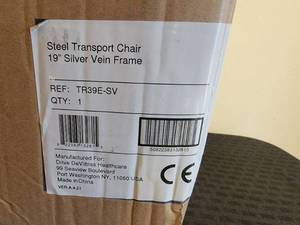 Steel Transport Chair
19" Silver Vein Frame
REF: TR39E-SV
QTY: 1
Manufactured For:
Drive DeVilbiss Healthcare
99 Seaview Boulevard
Port Washington NY, 11050 USA
Made in China
CE